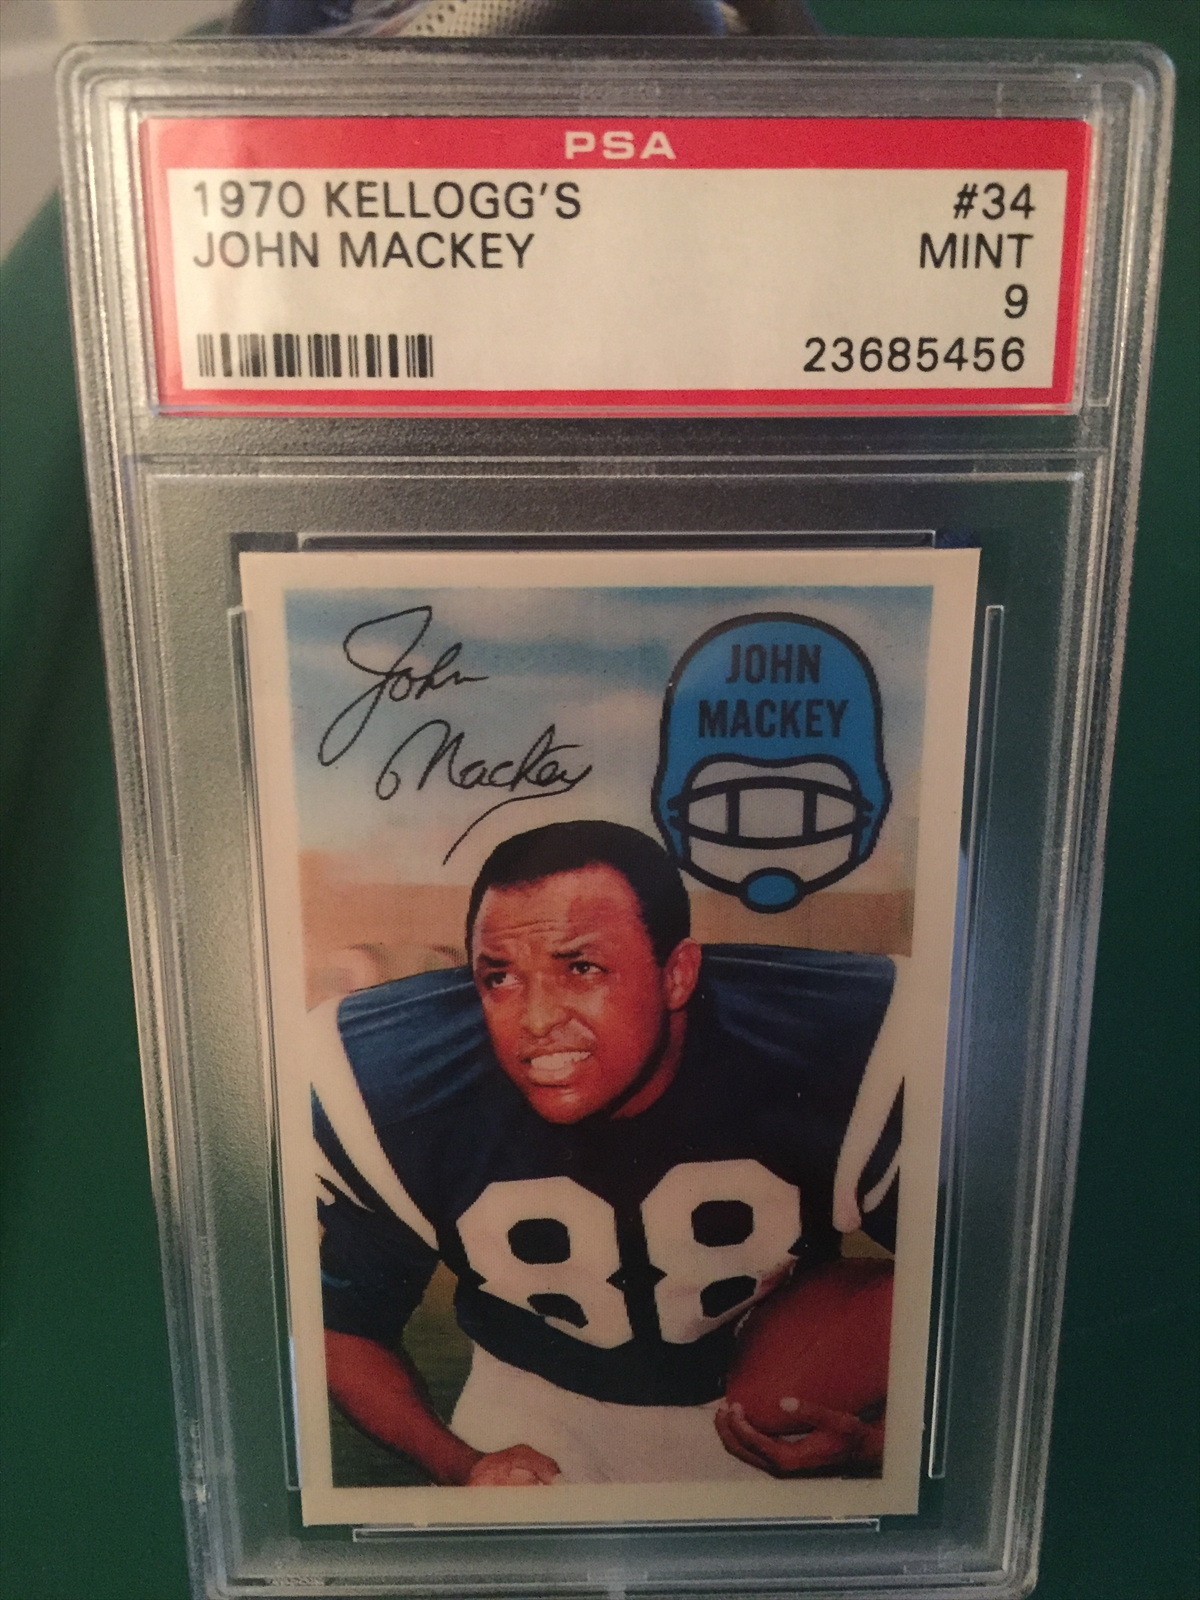 PSA
1970 KELLOGG'S #34
JOHN MACKEY MINT
9
23685456
John
Mackey
JOHN
MACKEY
88